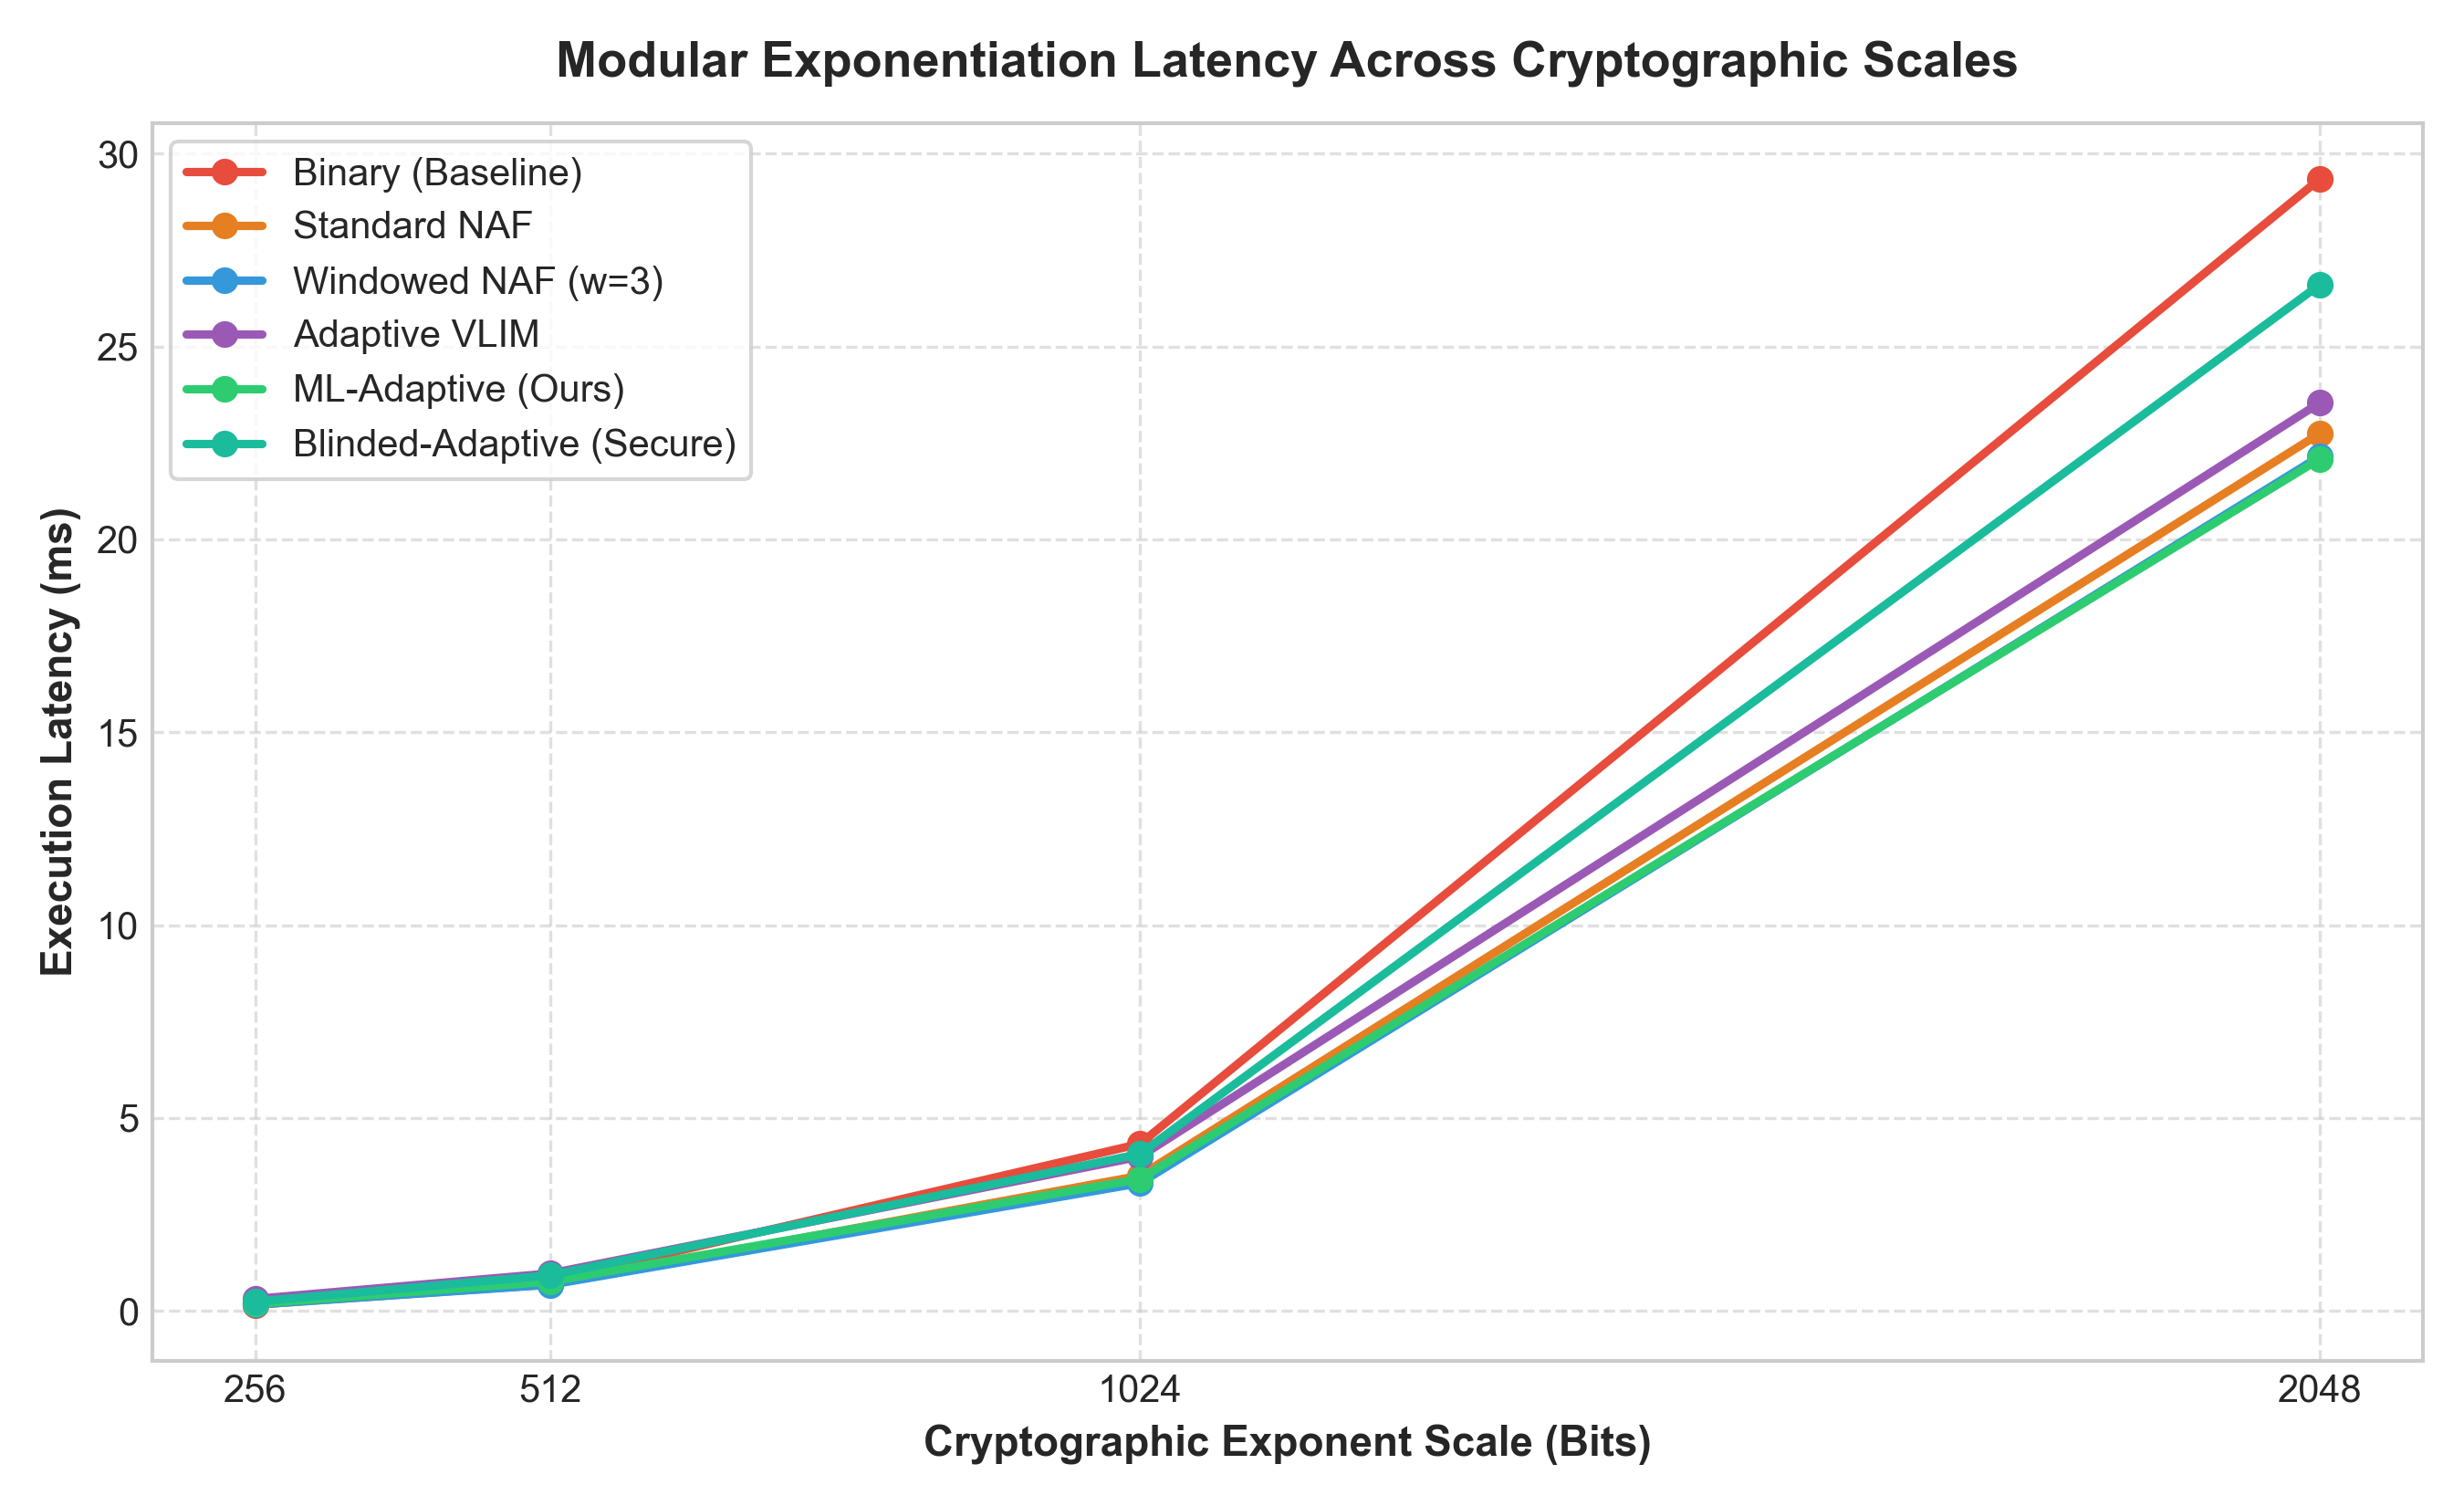 Modular Exponentiation Latency Across Cryptographic Scales
Binary (Baseline)
Standard NAF
Windowed NAF (w=3)
Adaptive VLIM
ML-Adaptive (Ours)
Blinded-Adaptive (Secure)
Execution Latency (ms)
30
25
20
15
10
5
0
256 512 1024 2048
Cryptographic Exponent Scale (Bits)